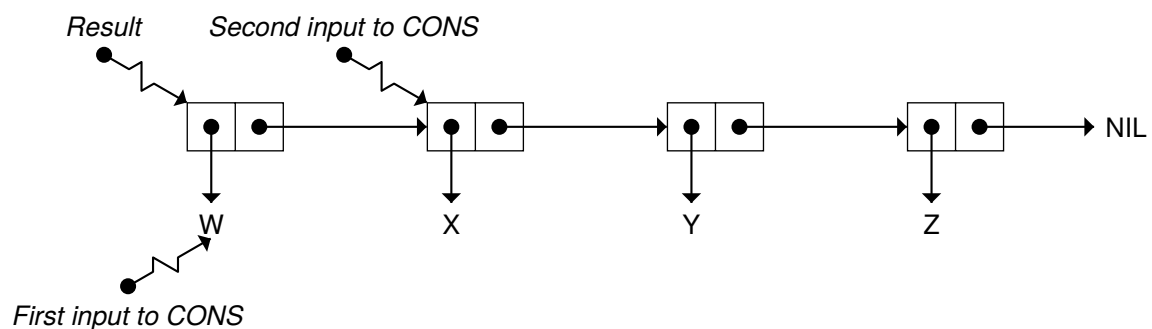 Result
Second input to CONS
NIL
W
X
Y
Z
First input to CONS